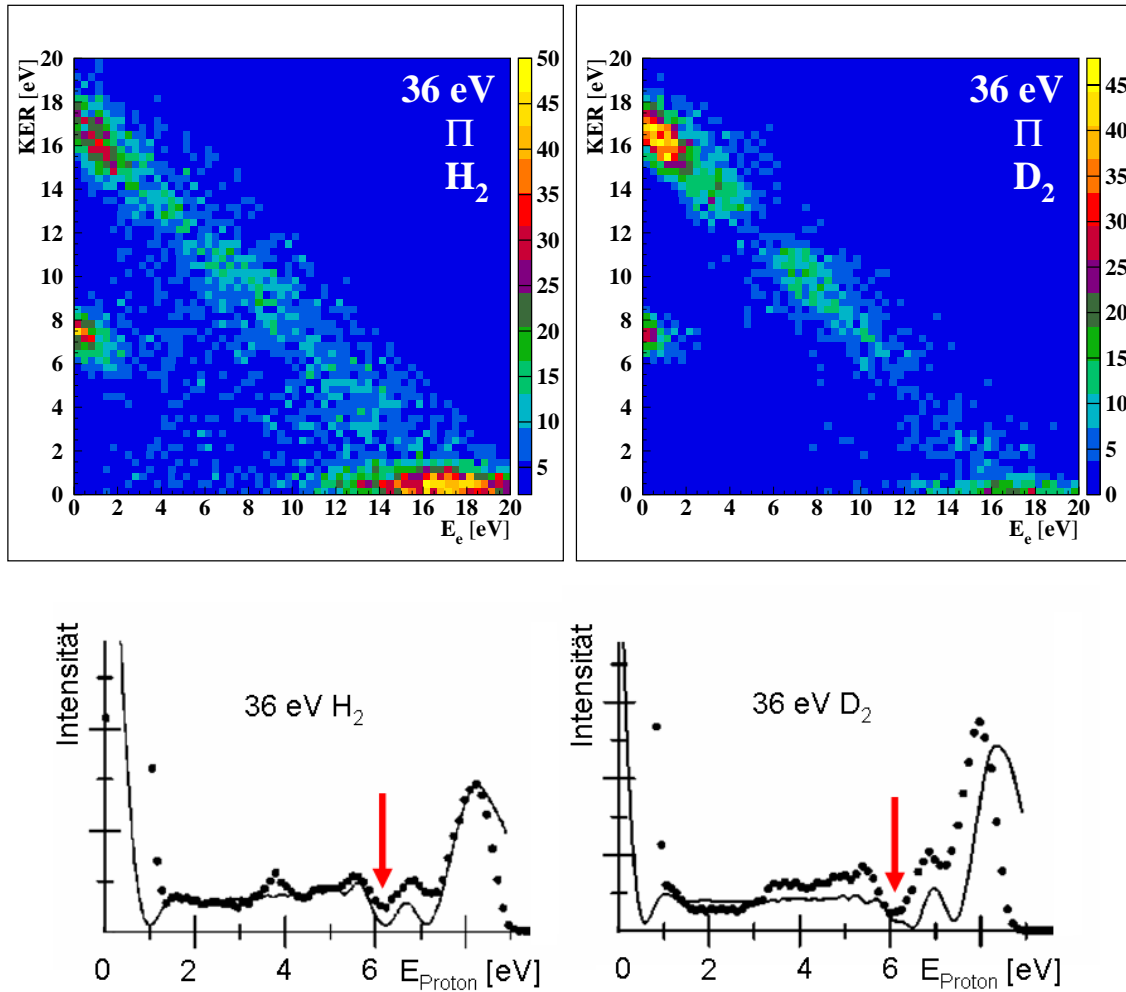 KER [eV]
20
18
16
14
12
10
8
6
4
2
0
36 eV
Π
H2
50
45
40
35
30
25
20
15
10
5
0 2 4 6 8 10 12 14 16 18 20
E_e [eV]
KER [eV]
20
18
16
14
12
10
8
6
4
2
0
36 eV
Π
D2
45
40
35
30
25
20
15
10
5
0
0 2 4 6 8 10 12 14 16 18 20
E_e [eV]
Intensität
36 eV H2
0 2 4 6 E_Proton [eV]
Intensität
36 eV D2
0 2 4 6 E_Proton [eV]